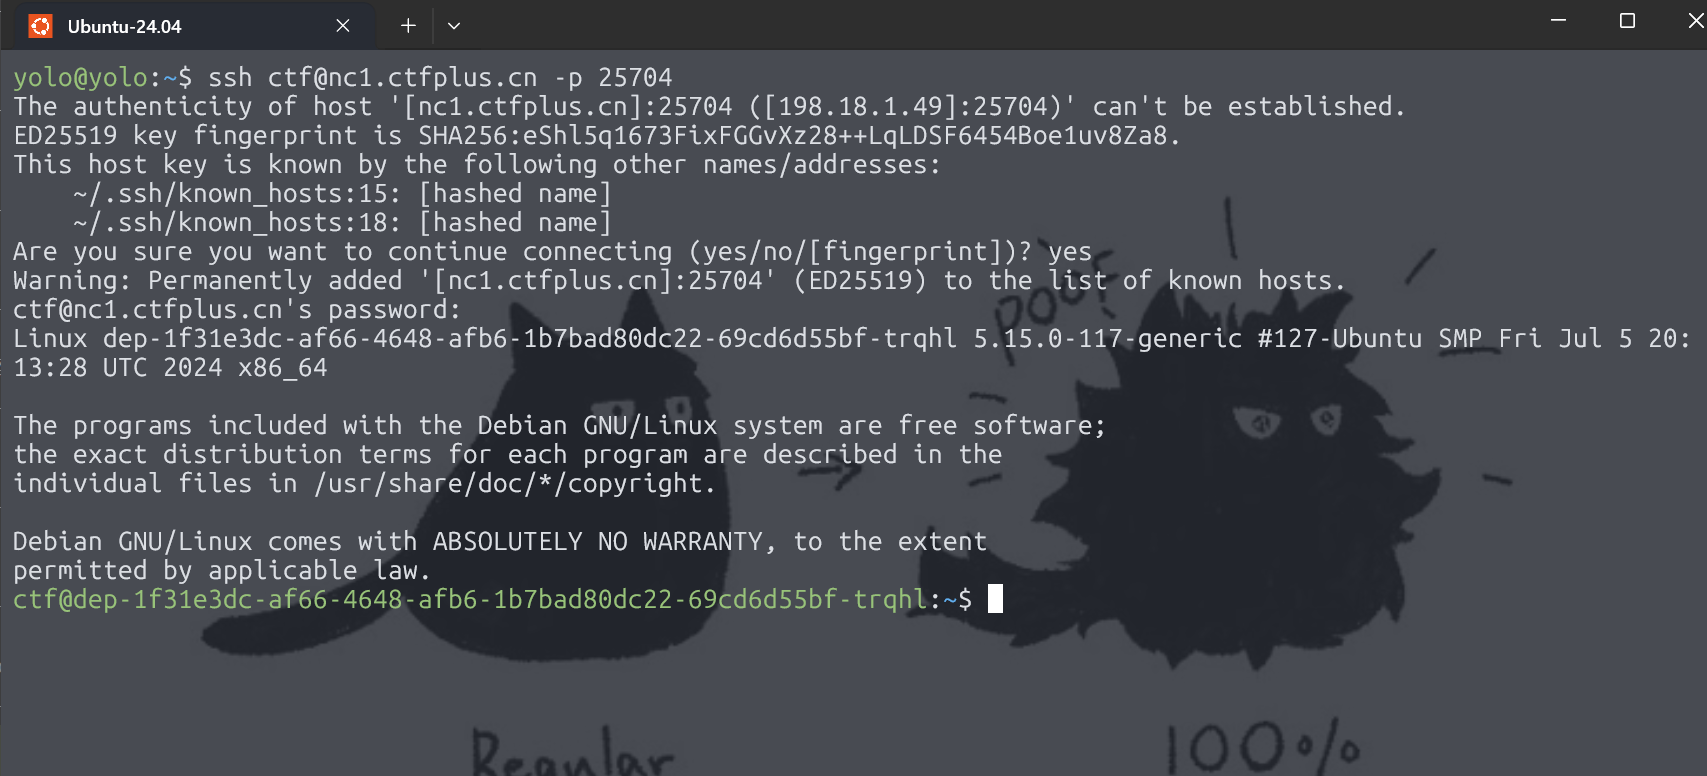 Ubuntu-24.04
yolo@yolo:~$ ssh ctf@nc1.ctfplus.cn -p 25704
The authenticity of host '[nc1.ctfplus.cn]:25704 ([198.18.1.49]:25704)' can't be established.
ED25519 key fingerprint is SHA256:eShl5q1673FixFGGvXz28++LqLDSF6454Boe1uv8Za8.
This host key is known by the following other names/addresses:
    ~/.ssh/known_hosts:15: [hashed name]
    ~/.ssh/known_hosts:18: [hashed name]
Are you sure you want to continue connecting (yes/no/[fingerprint])? yes
Warning: Permanently added '[nc1.ctfplus.cn]:25704' (ED25519) to the list of known hosts.
ctf@nc1.ctfplus.cn's password:
Linux dep-1f31e3dc-af66-4648-afb6-1b7bad80dc22-69cd6d55bf-trqhl 5.15.0-117-generic #127-Ubuntu SMP Fri Jul 5 20:
13:28 UTC 2024 x86_64
The programs included with the Debian GNU/Linux system are free software;
the exact distribution terms for each program are described in the
individual files in /usr/share/doc/*/copyright.
Debian GNU/Linux comes with ABSOLUTELY NO WARRANTY, to the extent
permitted by applicable law.
ctf@dep-1f31e3dc-af66-4648-afb6-1b7bad80dc22-69cd6d55bf-trqhl:~$
poof
Regular
100%